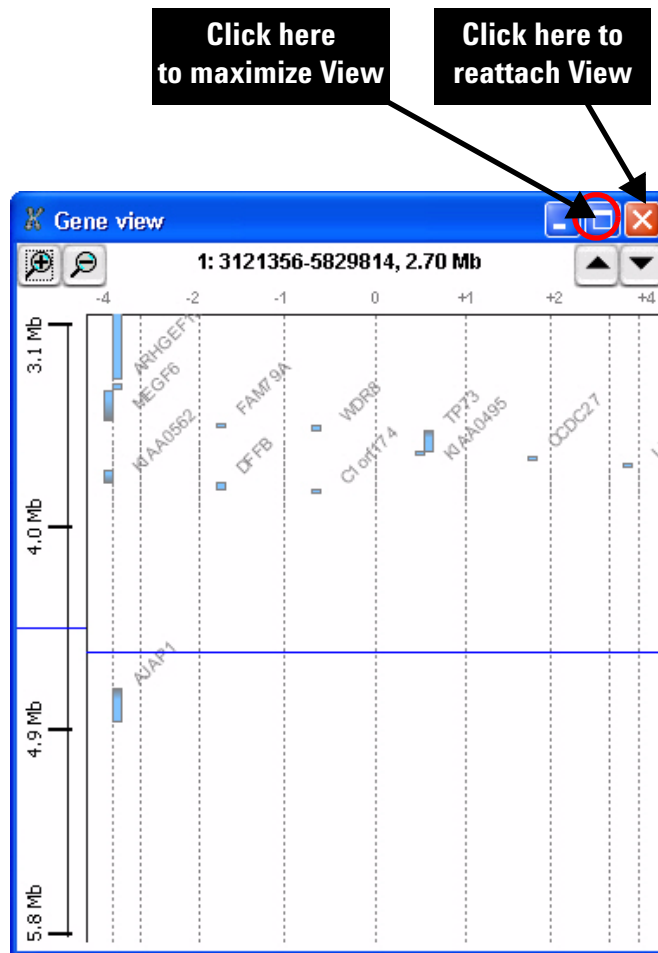 Click here
to maximize View
Click here to
reattach View
Gene view
1: 3121356-5829814, 2.70 Mb
-4 -2 -1 0 +1 +2 +4
3.1 Mb
4.0 Mb
4.9 Mb
5.8 Mb
MEGF6
KIAA0562
FAM79A
DFFB
WDR8
C1orf174
TP73
KIAA0495
CCDC27
AJAP1